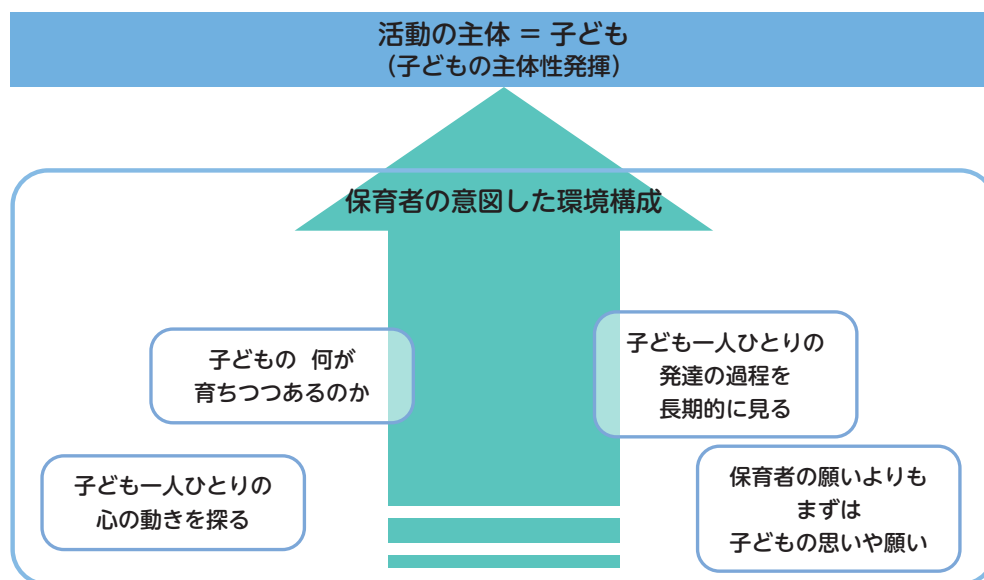 活動の主体 = 子ども
（子どもの主体性発揮）
保育者の意図した環境構成
子どもの 何が
育ちつつあるのか
子ども一人ひとりの
発達の過程を
長期的に見る
子ども一人ひとりの
心の動きを探る
保育者の願いよりも
まずは
子どもの思いや願い